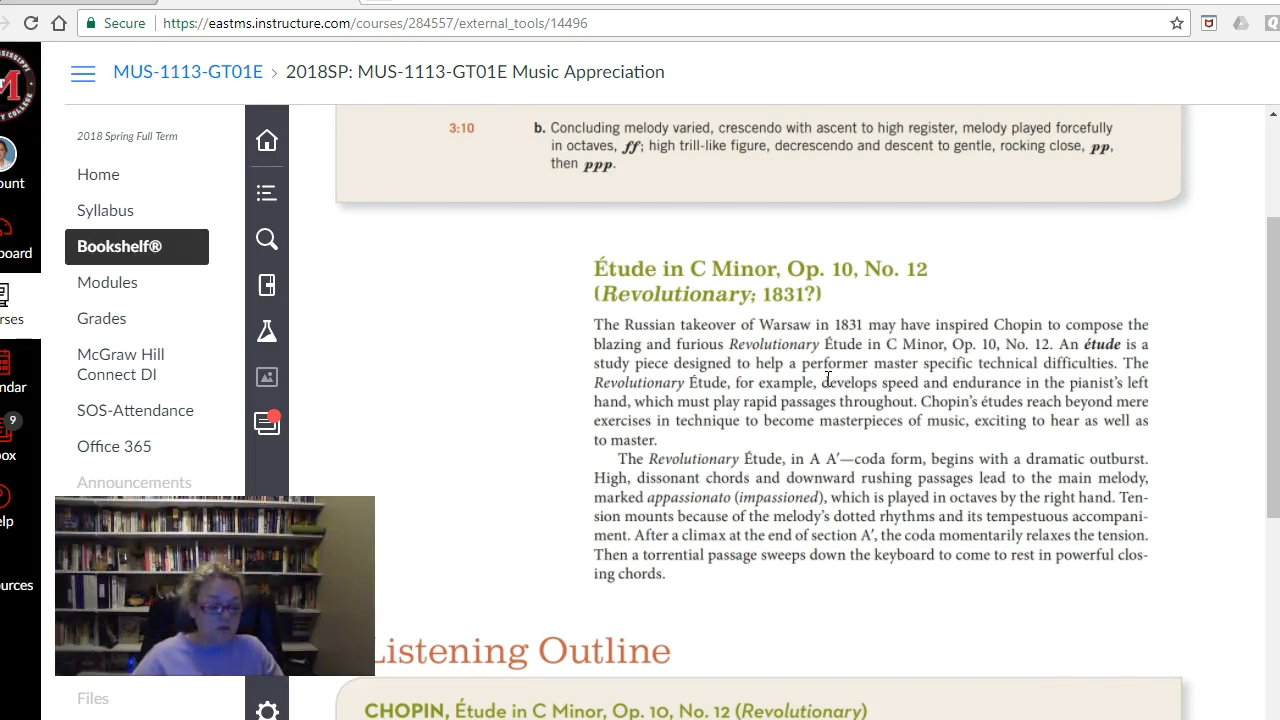 Secure
https://eastms.instructure.com/courses/284557/external_tools/14496
MUS-1113-GT01E > 2018SP: MUS-1113-GT01E Music Appreciation
2018 Spring Full Term
Home
Syllabus
Bookshelf®
Modules
Grades
McGraw Hill
Connect DI
SOS-Attendance
Office 365
Announcements
Files
ount
board
rses
ndar
9
box
elp
ources
3:10 b. Concluding melody varied, crescendo with ascent to high register, melody played forcefully
in octaves, ff; high trill-like figure, decrescendo and descent to gentle, rocking close, pp,
then ppp.
Étude in C Minor, Op. 10, No. 12
(Revolutionary; 1831?)
The Russian takeover of Warsaw in 1831 may have inspired Chopin to compose the
blazing and furious Revolutionary Étude in C Minor, Op. 10, No. 12. An étude is a
study piece designed to help a performer master specific technical difficulties. The
Revolutionary Étude, for example, develops speed and endurance in the pianist's left
hand, which must play rapid passages throughout. Chopin's études reach beyond mere
exercises in technique to become masterpieces of music, exciting to hear as well as
to master.
The Revolutionary Étude, in A A′—coda form, begins with a dramatic outburst.
High, dissonant chords and downward rushing passages lead to the main melody,
marked appassionato (impassioned), which is played in octaves by the right hand. Ten-
sion mounts because of the melody's dotted rhythms and its tempestuous accompani-
ment. After a climax at the end of section A′, the coda momentarily relaxes the tension.
Then a torrential passage sweeps down the keyboard to come to rest in powerful clos-
ing chords.
Listening Outline
CHOPIN, Étude in C Minor, Op. 10, No. 12 (Revolutionary)